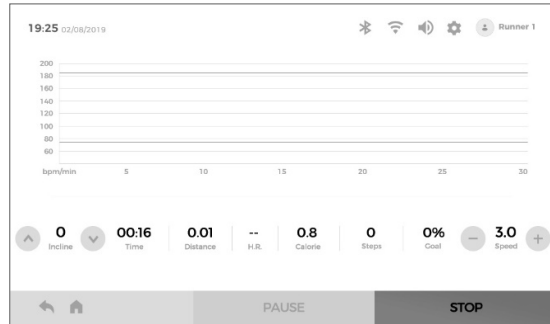 19:25 02/08/2019 Runner 1
200
180
160
140
120
100
80
60
bpm/min 5 10 15 20 25 30
0 00:16 0.01 -- 0.8 0 0% 3.0
Incline Time Distance H.R. Calorie Steps Goal Speed
PAUSE STOP